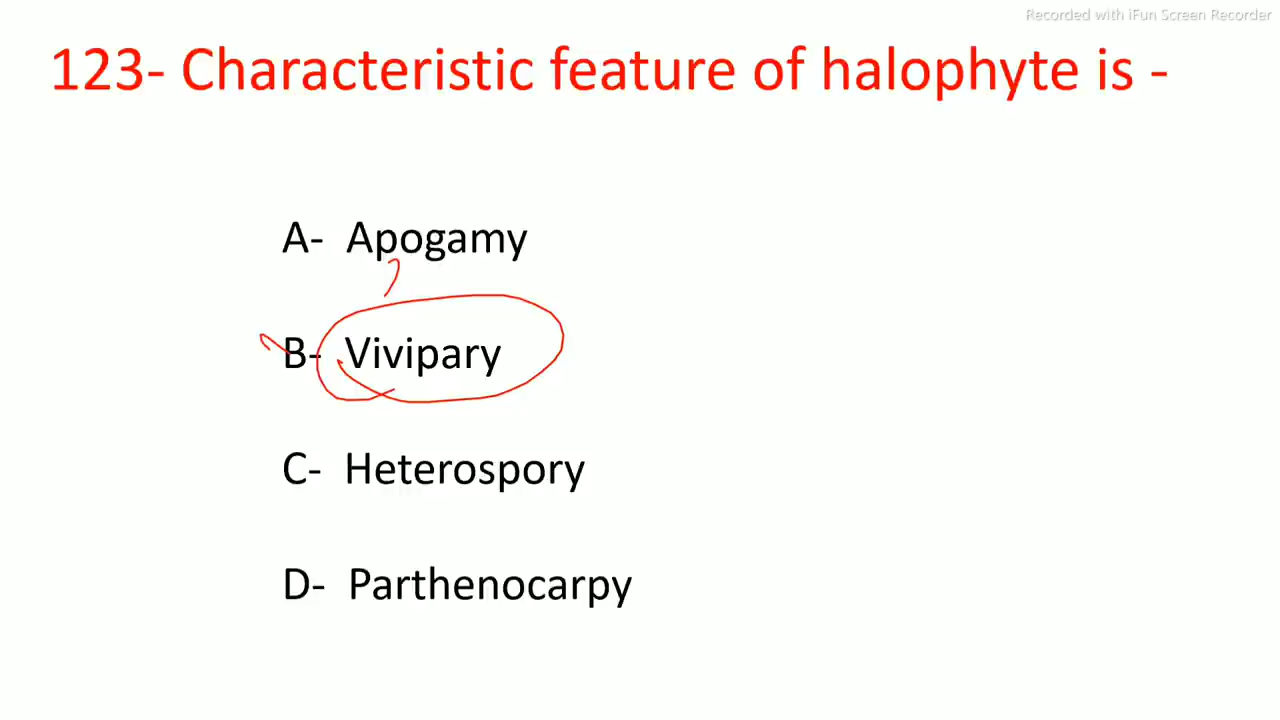 Recorded with iFun Screen Recorder
123- Characteristic feature of halophyte is -
A- Apogamy
B- Vivipary
C- Heterospory
D- Parthenocarpy